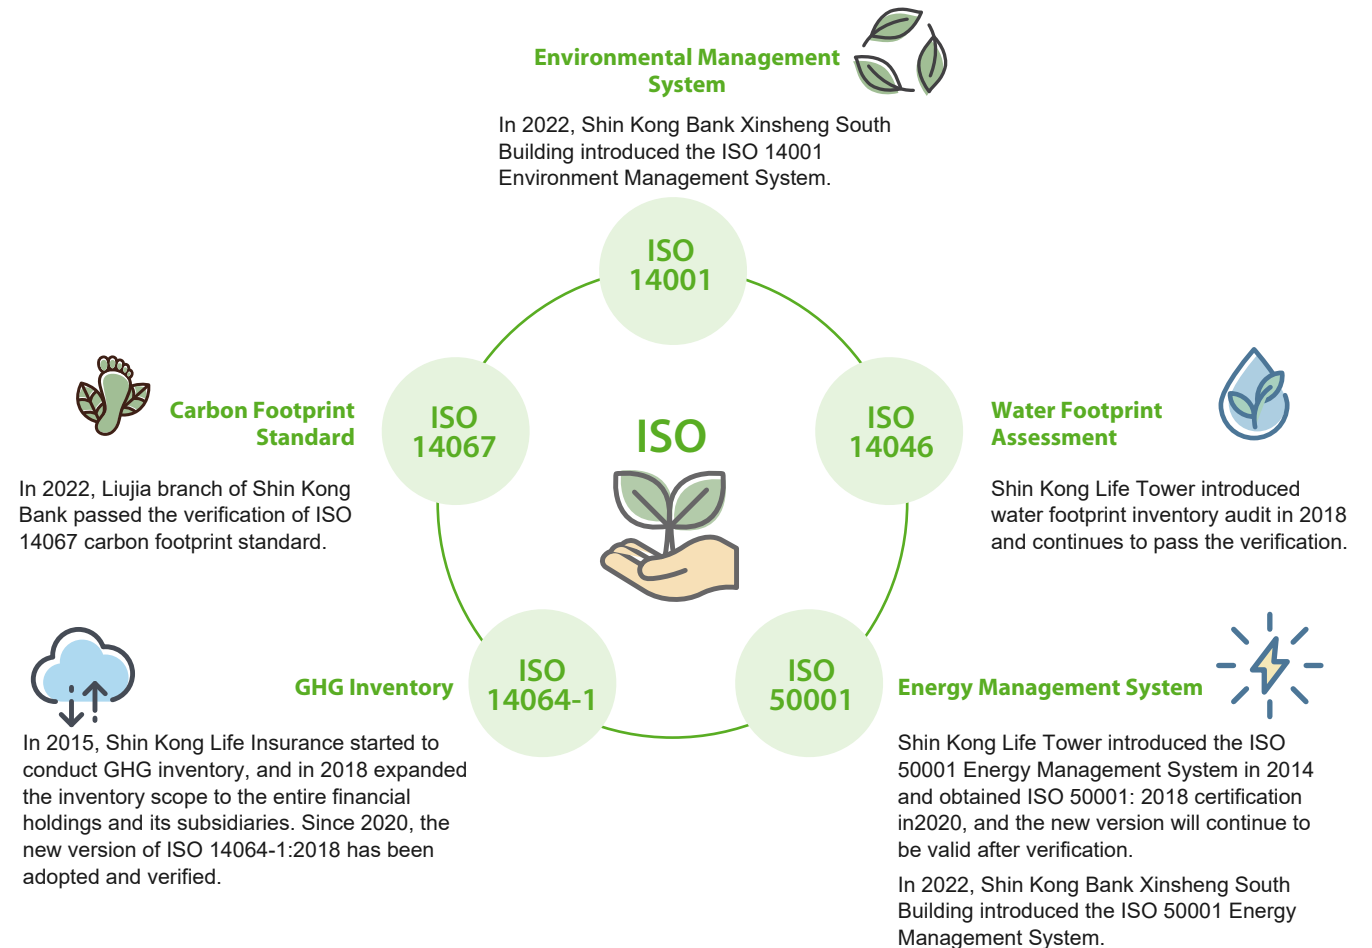 Environmental Management
System
In 2022, Shin Kong Bank Xinsheng South
Building introduced the ISO 14001
Environment Management System.
ISO
14001
Carbon Footprint
Standard
In 2022, Liujia branch of Shin Kong
Bank passed the verification of ISO
14067 carbon footprint standard.
ISO
14067
ISO
ISO
14046
Water Footprint
Assessment
Shin Kong Life Tower introduced
water footprint inventory audit in 2018
and continues to pass the verification.
GHG Inventory
ISO
14064-1
In 2015, Shin Kong Life Insurance started to
conduct GHG inventory, and in 2018 expanded
the inventory scope to the entire financial
holdings and its subsidiaries. Since 2020, the
new version of ISO 14064-1:2018 has been
adopted and verified.
ISO
50001
Energy Management System
Shin Kong Life Tower introduced the ISO
50001 Energy Management System in 2014
and obtained ISO 50001: 2018 certification
in2020, and the new version will continue to
be valid after verification.
In 2022, Shin Kong Bank Xinsheng South
Building introduced the ISO 50001 Energy
Management System.